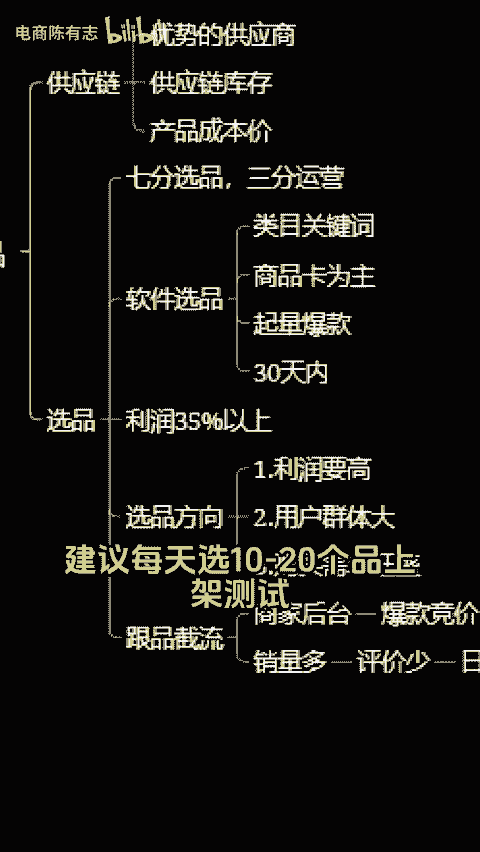 电商陈有志 bilibili
优势的供应商
供应链
供应链库存
产品成本价
七分选品，三分运营
软件选品
类目关键词
商品卡为主
起量爆款
30天内
选品
利润35%以上
选品方向
1.利润要高
2.用户群体大
建议每天选10-20个品上
架测试
跟品截流
商家后台 — 爆款竞价
销量多 — 评价少 — 日